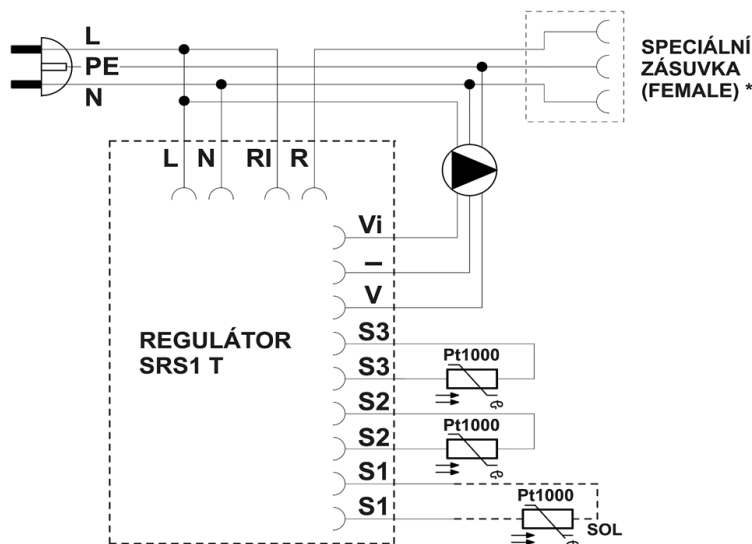 L
PE
N
SPECIÁLNÍ
ZÁSUVKA
(FEMALE) *
L N RI R
Vi
–
V
REGULÁTOR
SRS1 T
S3
S3
Pt1000
S2
S2
Pt1000
S1
S1
Pt1000
SOL